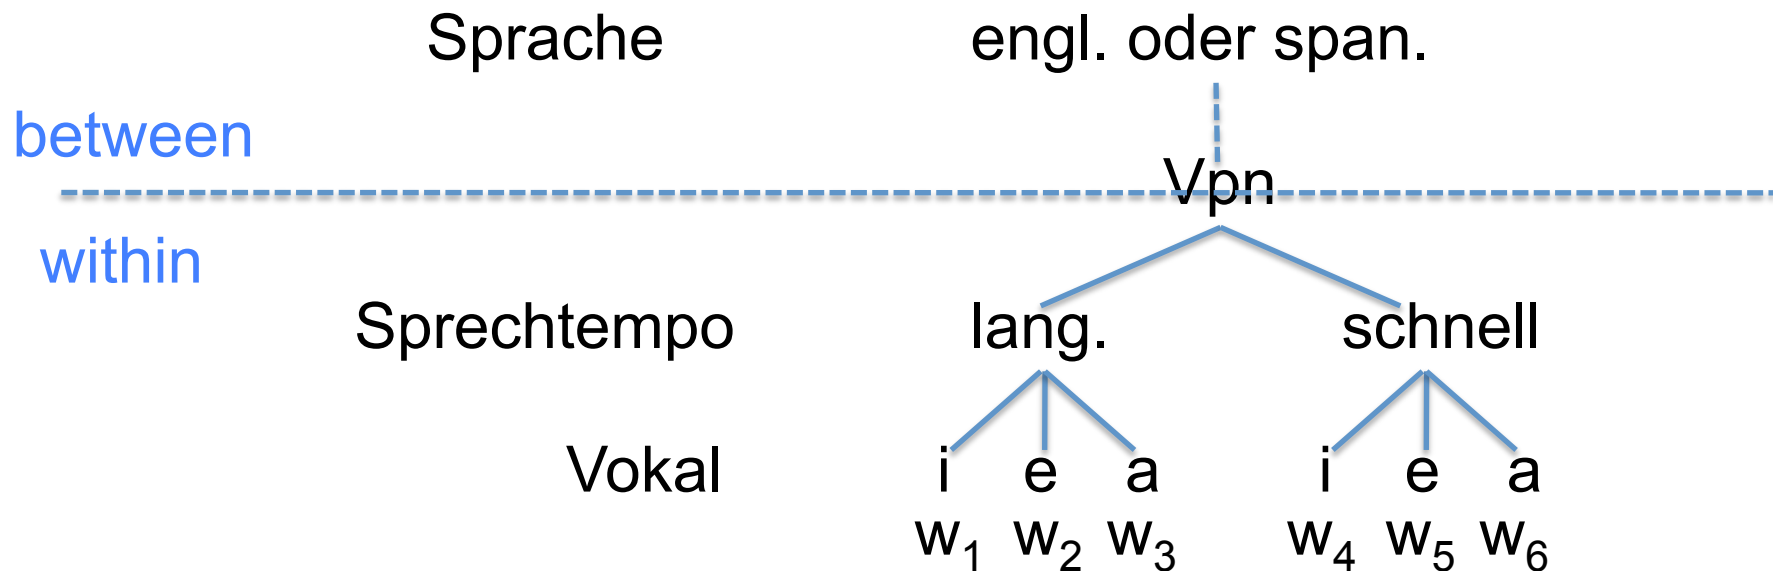 Sprache engl. oder span.
between
Vpn
within
Sprechtempo lang. schnell
Vokal i e a i e a
w₁ w₂ w₃ w₄ w₅ w₆